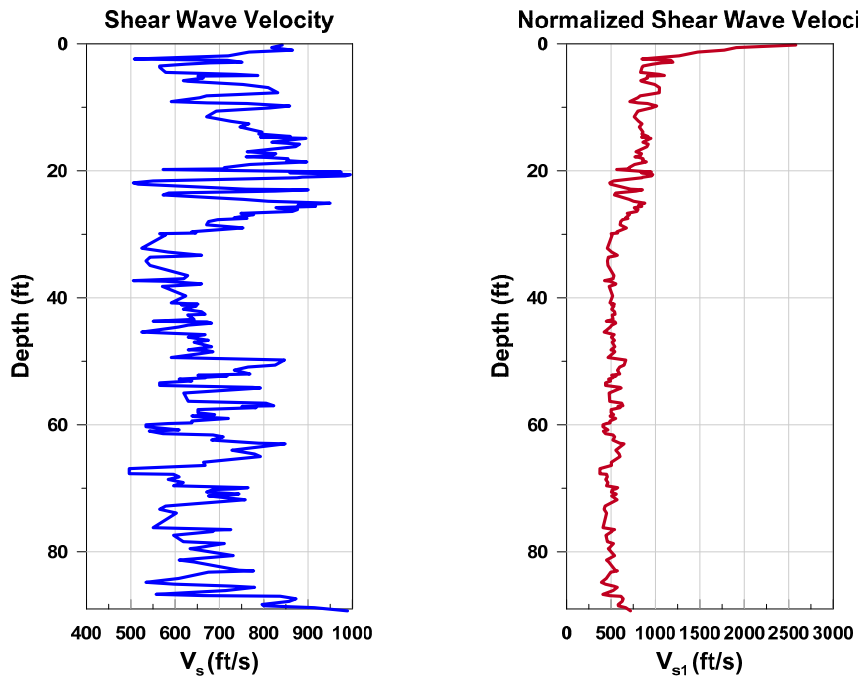 Shear Wave Velocity
0
20
40
60
80
Depth (ft)
400 500 600 700 800 900 1000
Vs (ft/s)
Normalized Shear Wave Veloci
0
20
40
60
80
Depth (ft)
0 500 1000 1500 2000 2500 3000
Vs1 (ft/s)